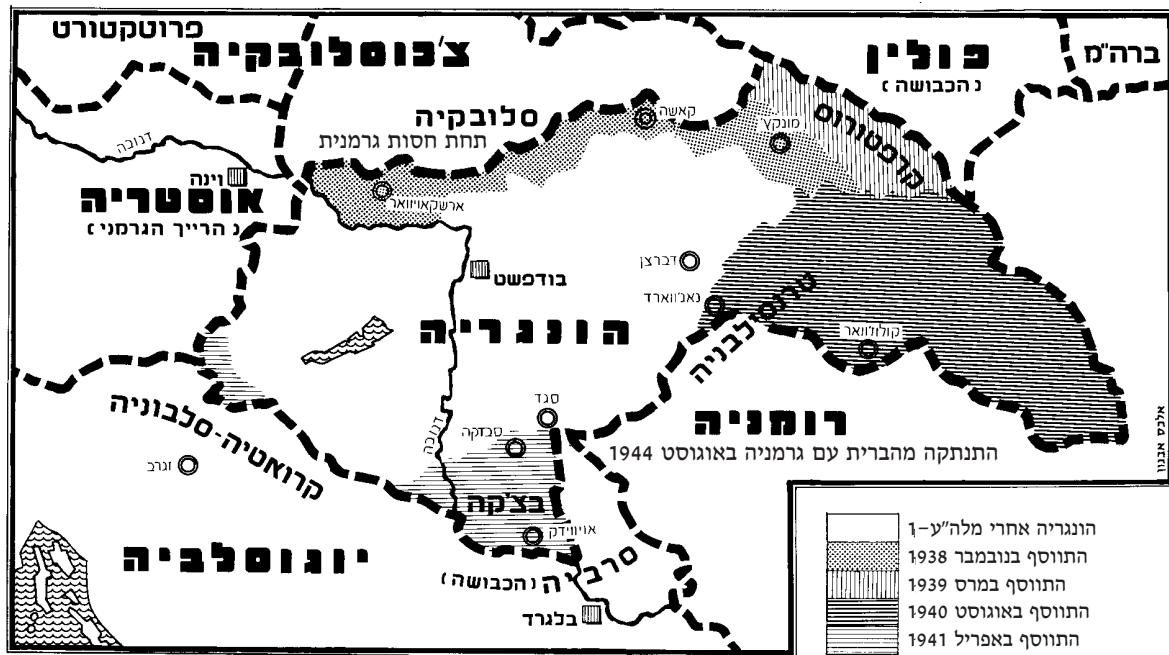 פרוטקטורט
צ'כוסלובקיה
פולין
(הכבושה)
ברה"מ
סלובקיה
תחת חסות גרמנית
קאשה
מונקץ'
קרפטורוס
דנובה
וינה
אוסטריה
(הרייך הגרמני)
ארשקאויוואר
בודפשט
דברצן
נאג'ווארד
טרנסילבניה
קולוז'וואר
הונגריה
רומניה
התנתקה מהברית עם גרמניה באוגוסט 1944
דנובה
סגד
סבדקה
בצ'קה
אויווידק
קרואטיה-סלבוניה
זגרב
יוגוסלביה
סרביה
(הכבושה)
בלגרד
אלכס אבנון
הונגריה אחרי מלה"ע-1
התווסף בנובמבר 1938
התווסף במרס 1939
התווסף באוגוסט 1940
התווסף באפריל 1941